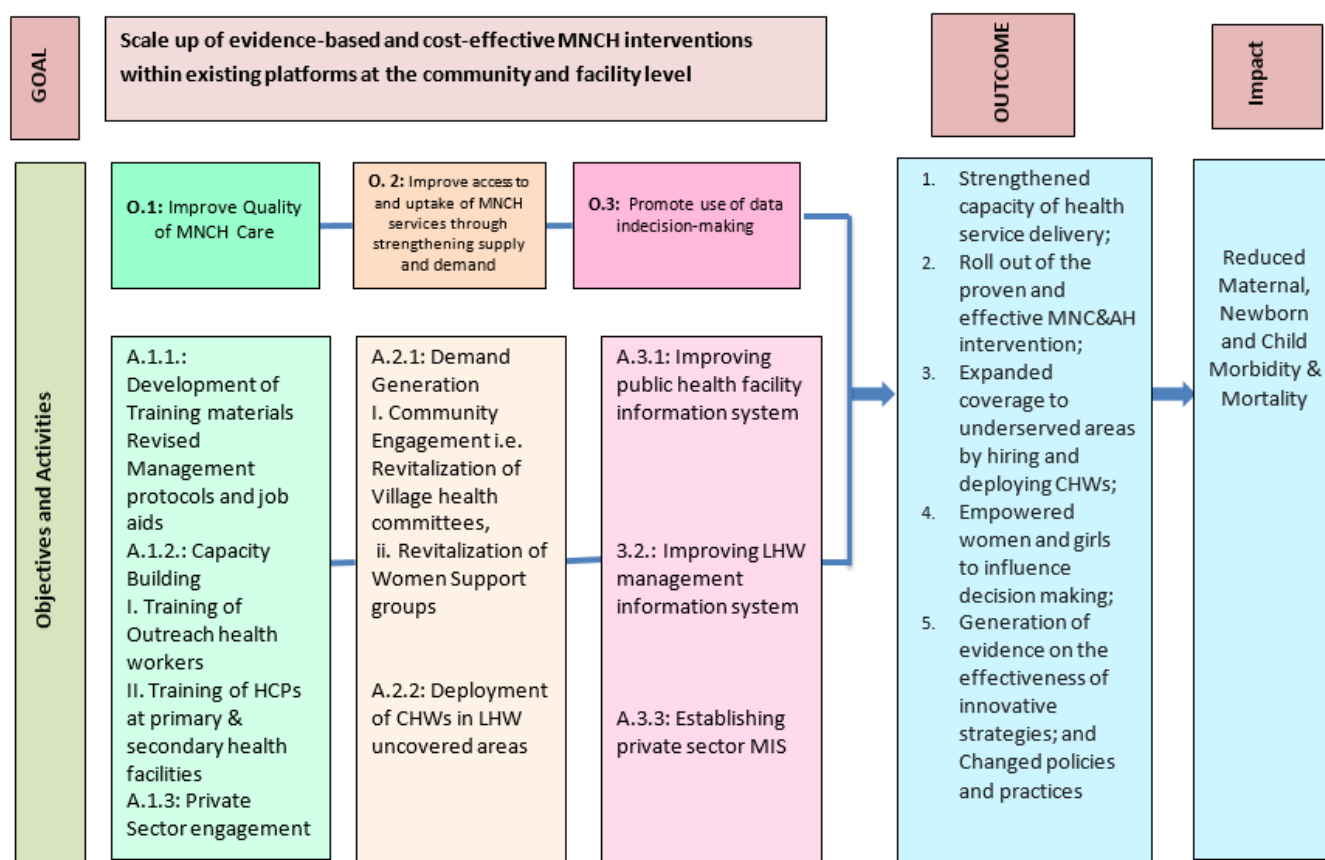 GOAL
Scale up of evidence-based and cost-effective MNCH interventions
within existing platforms at the community and facility level
OUTCOME
Impact
Objectives and Activities
O.1: Improve Quality
of MNCH Care
O. 2: Improve access to
and uptake of MNCH
services through
strengthening supply
and demand
O.3: Promote use of data
indecision-making
A.1.1.:
Development of
Training materials
Revised
Management
protocols and job
aids
A.1.2.: Capacity
Building
I. Training of
Outreach health
workers
II. Training of HCPs
at primary &
secondary health
facilities
A.1.3: Private
Sector engagement
A.2.1: Demand
Generation
I. Community
Engagement i.e.
Revitalization of
Village health
committees,
ii. Revitalization of
Women Support
groups
A.2.2: Deployment
of CHWs in LHW
uncovered areas
A.3.1: Improving
public health facility
information system
3.2.: Improving LHW
management
information system
A.3.3: Establishing
private sector MIS
1. Strengthened
capacity of health
service delivery;
2. Roll out of the
proven and
effective MNC&AH
intervention;
3. Expanded
coverage to
underserved areas
by hiring and
deploying CHWs;
4. Empowered
women and girls
to influence
decision making;
5. Generation of
evidence on the
effectiveness of
innovative
strategies; and
Changed policies
and practices
Reduced
Maternal,
Newborn
and Child
Morbidity &
Mortality